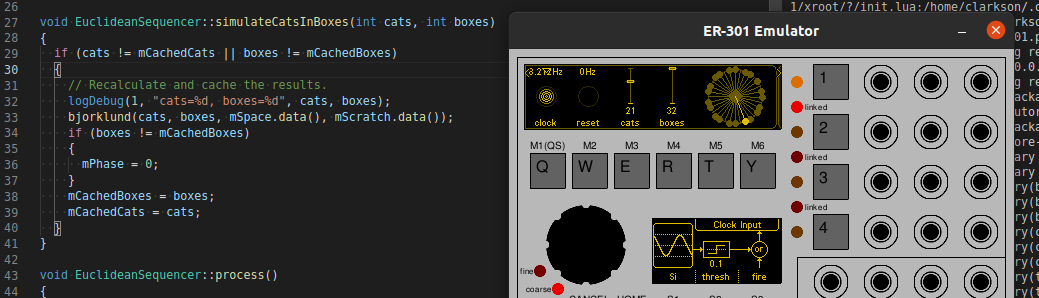 26
27 void EuclideanSequencer::simulateCatsInBoxes(int cats, int boxes)
28 {
29 if (cats != mCachedCats || boxes != mCachedBoxes)
30 {
31 // Recalculate and cache the results.
32 logDebug(1, "cats=%d, boxes=%d", cats, boxes);
33 bjorklund(cats, boxes, mSpace.data(), mScratch.data());
34 if (boxes != mCachedBoxes)
35 {
36 mPhase = 0;
37 }
38 mCachedBoxes = boxes;
39 mCachedCats = cats;
40 }
41 }
42
43 void EuclideanSequencer::process()
44 {
1/xroot/?/init.lua:/home/clarkson/
ER-301 Emulator
3.272Hz 0Hz
21 32
clock reset cats boxes
M1(QS) M2 M3 M4 M5 M6
Q W E R T Y
fine
coarse
Clock Input
or
0.1
Si thresh fire
1
linked
2
linked
3
linked
4